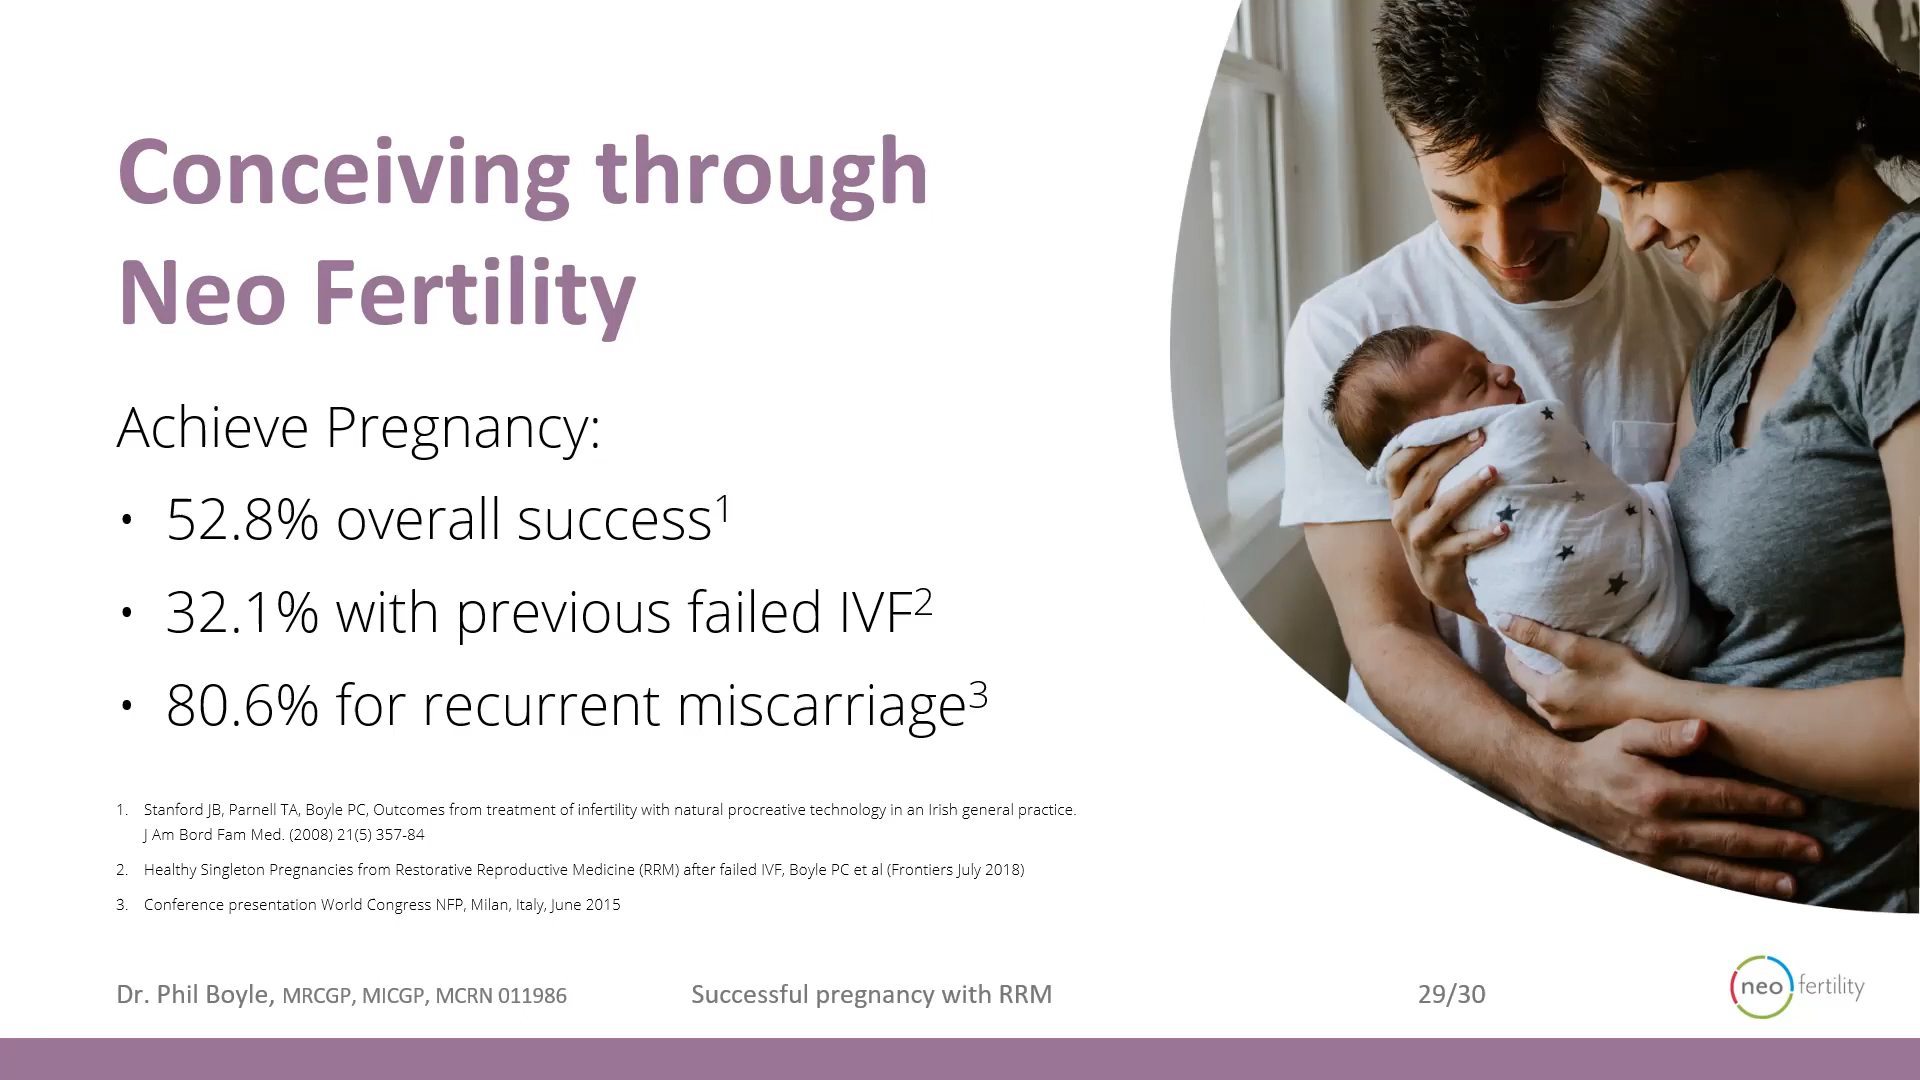 Conceiving through
Neo Fertility
Achieve Pregnancy:
• 52.8% overall success1
• 32.1% with previous failed IVF2
• 80.6% for recurrent miscarriage3
1. Stanford JB, Parnell TA, Boyle PC, Outcomes from treatment of infertility with natural procreative technology in an Irish general practice.
J Am Bord Fam Med. (2008) 21(5) 357-84
2. Healthy Singleton Pregnancies from Restorative Reproductive Medicine (RRM) after failed IVF, Boyle PC et al (Frontiers July 2018)
3. Conference presentation World Congress NFP, Milan, Italy, June 2015
Dr. Phil Boyle, MRCGP, MICGP, MCRN 011986 Successful pregnancy with RRM 29/30 neo fertility